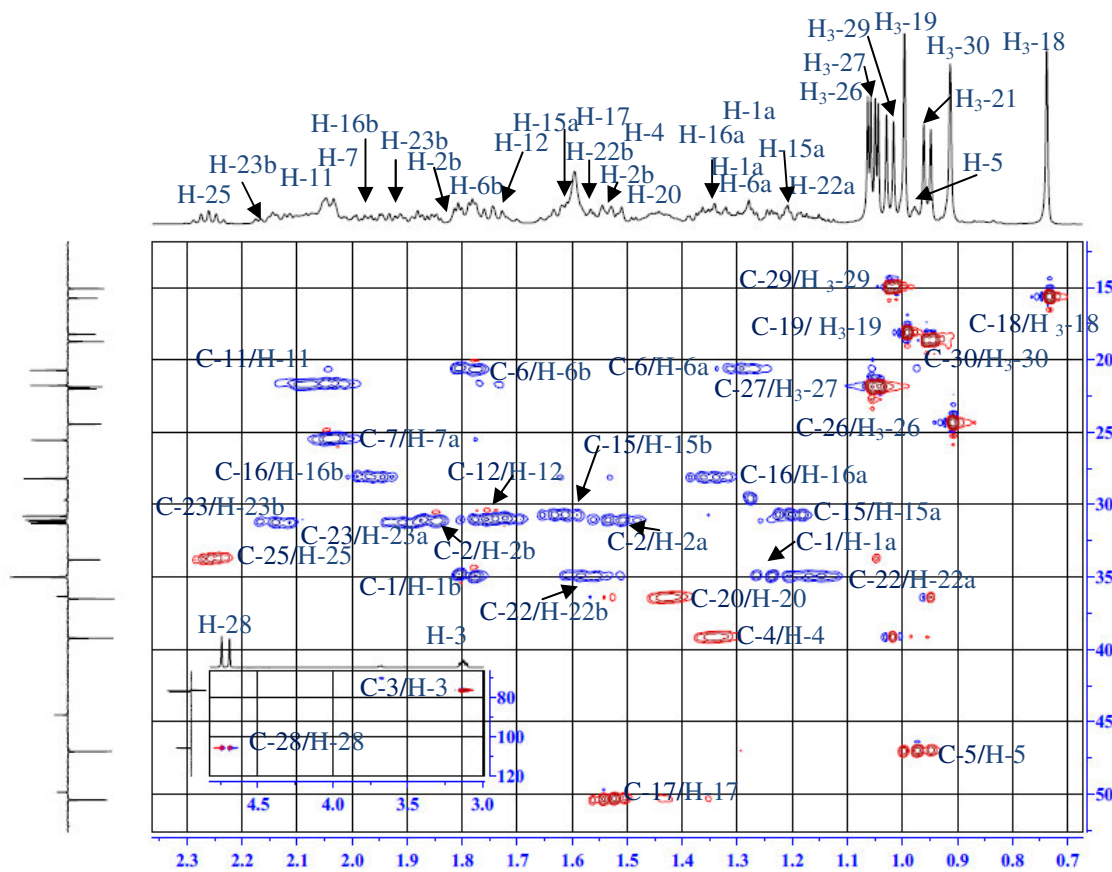 H3-19
H3-29
H3-30
H3-18
H3-27
H3-26
H3-21
H-1a
H-17
H-15a
H-4
H-16b
H-23b
H-16a
H-15a
H-7
H-12
H-22b
H-1a
H-5
H-23b
H-2b
H-2b
H-11
H-6b
H-6a
H-22a
H-25
H-20
C-29/H 3-29
15
C-19/ H3-19
C-18/H 3-18
20
C-11/H-11
C-6/H-6b
C-6/H-6a
C-30/H3-30
C-27/H3-27
25
C-7/H-7a
C-15/H-15b
C-26/H3-26
C-12/H-12
C-16/H-16b
C-16/H-16a
30
C-23/H-23b
C-15/H-15a
C-23/H-23a
C-2/H-2b
C-2/H-2a
C-1/H-1a
C-25/H-25
35
C-1/H-1b
C-22/H-22a
C-22/H-22b
C-20/H-20
40
H-28
H-3
C-4/H-4
C-3/H-3
80
45
C-28/H-28
100
C-5/H-5
120
C-17/H-17
50
4.5 4.0 3.5 3.0
2.3 2.2 2.1 2.0 1.9 1.8 1.7 1.6 1.5 1.4 1.3 1.2 1.1 1.0 0.9 0.8 0.7